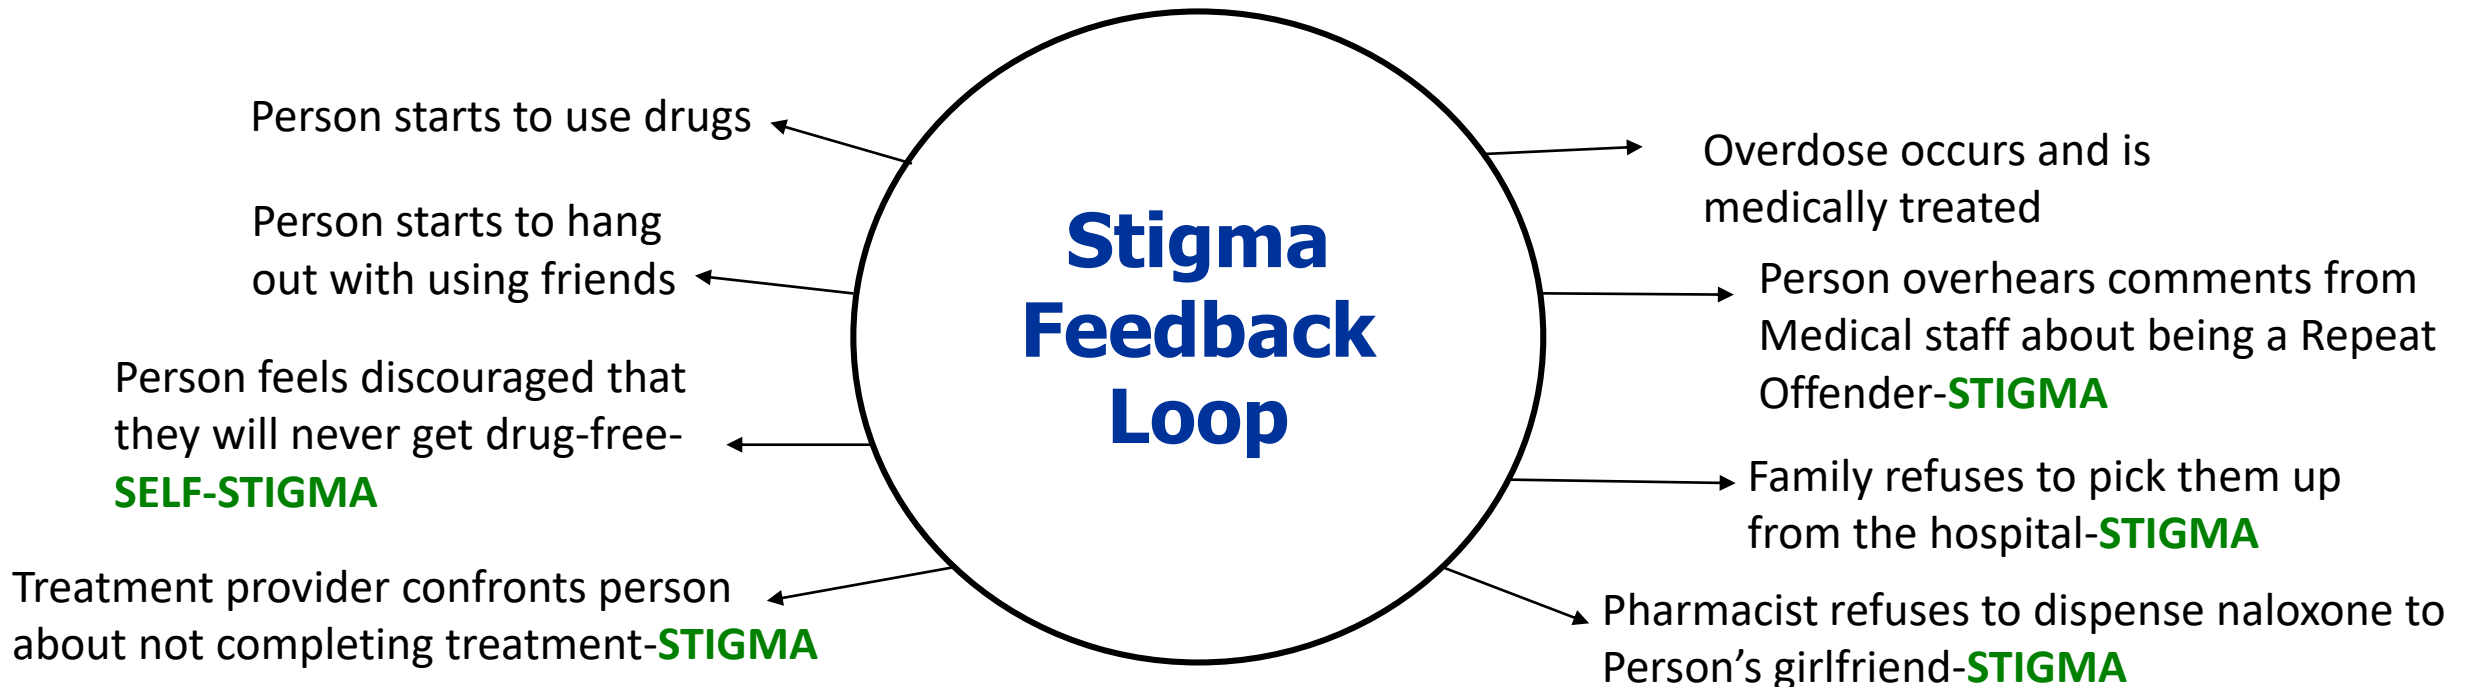 Person starts to use drugs
Person starts to hang
out with using friends
Person feels discouraged that
they will never get drug-free-
SELF-STIGMA
Treatment provider confronts person
about not completing treatment-STIGMA
Stigma
Feedback
Loop
Overdose occurs and is
medically treated
Person overhears comments from
Medical staff about being a Repeat
Offender-STIGMA
Family refuses to pick them up
from the hospital-STIGMA
Pharmacist refuses to dispense naloxone to
Person’s girlfriend-STIGMA